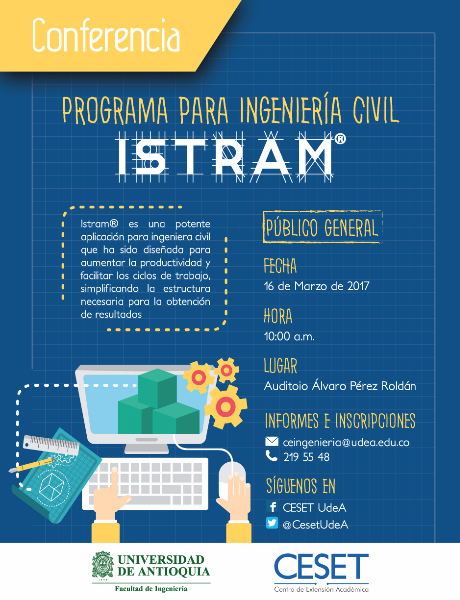 Conferencia
PROGRAMA PARA INGENIERÍA CIVIL
ISTRAM®
Istram® es una potente
aplicación para ingeniera civil
que ha sido diseñada para
aumentar la productividad y
facilitar los ciclos de trabajo,
simplificando la estructura
necesaria para la obtención
de resultados
PÚBLICO GENERAL
FECHA
16 de Marzo de 2017
HORA
10:00 a.m.
LUGAR
Auditoio Álvaro Pérez Roldán
INFORMES E INSCRIPCIONES
ceingenieria@udea.edu.co
219 55 48
SÍGUENOS EN
CESET UdeA
@CesetUdeA
UNIVERSIDAD
DE ANTIOQUIA
Facultad de Ingeniería
CESET
Centro de Extensión Académica